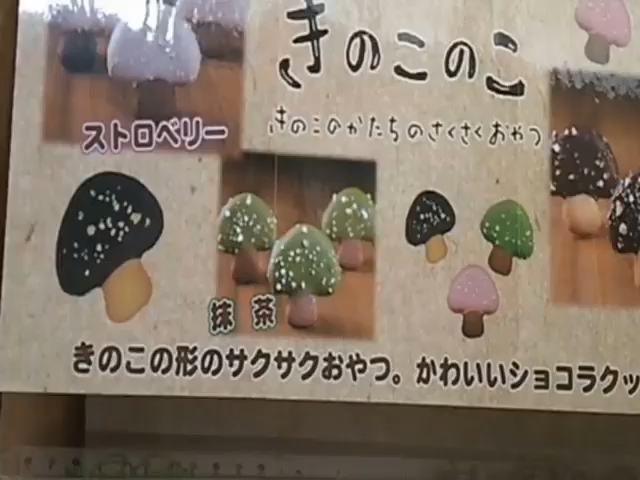 きのこのこ
きのこのかたちのさくさくおやつ
ストロベリー
抹茶
きのこの形のサクサクおやつ。かわいいショコラクッ